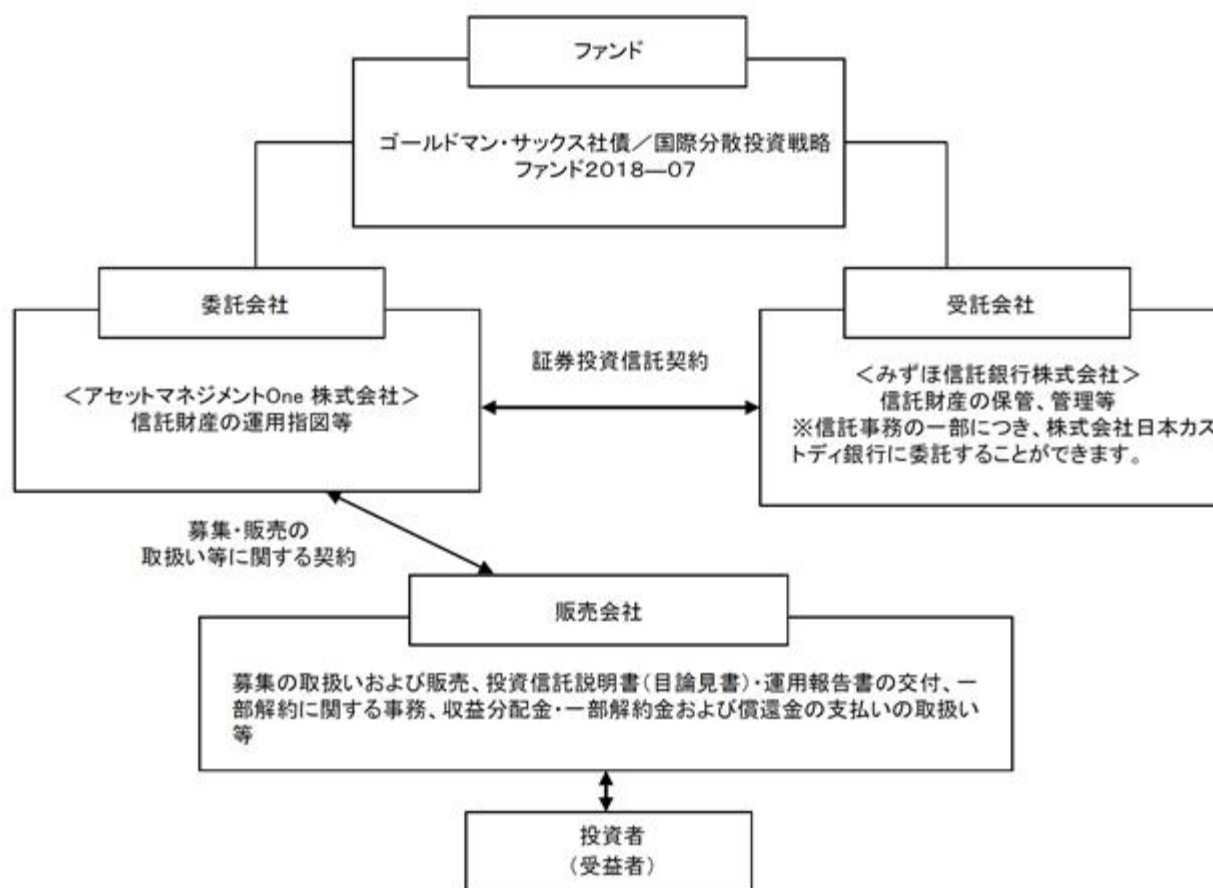 ファンド
ゴールドマン・サックス社債／国際分散投資戦略
ファンド2018―07
委託会社
受託会社
＜アセットマネジメントOne 株式会社＞
信託財産の運用指図等
証券投資信託契約
＜みずほ信託銀行株式会社＞
信託財産の保管、管理等
※信託事務の一部につき、株式会社日本カス
トディ銀行に委託することができます。
募集・販売の
取扱い等に関する契約
販売会社
募集の取扱いおよび販売、投資信託説明書(目論見書)・運用報告書の交付、一
部解約に関する事務、収益分配金・一部解約金および償還金の支払いの取扱い
等
投資者
(受益者)